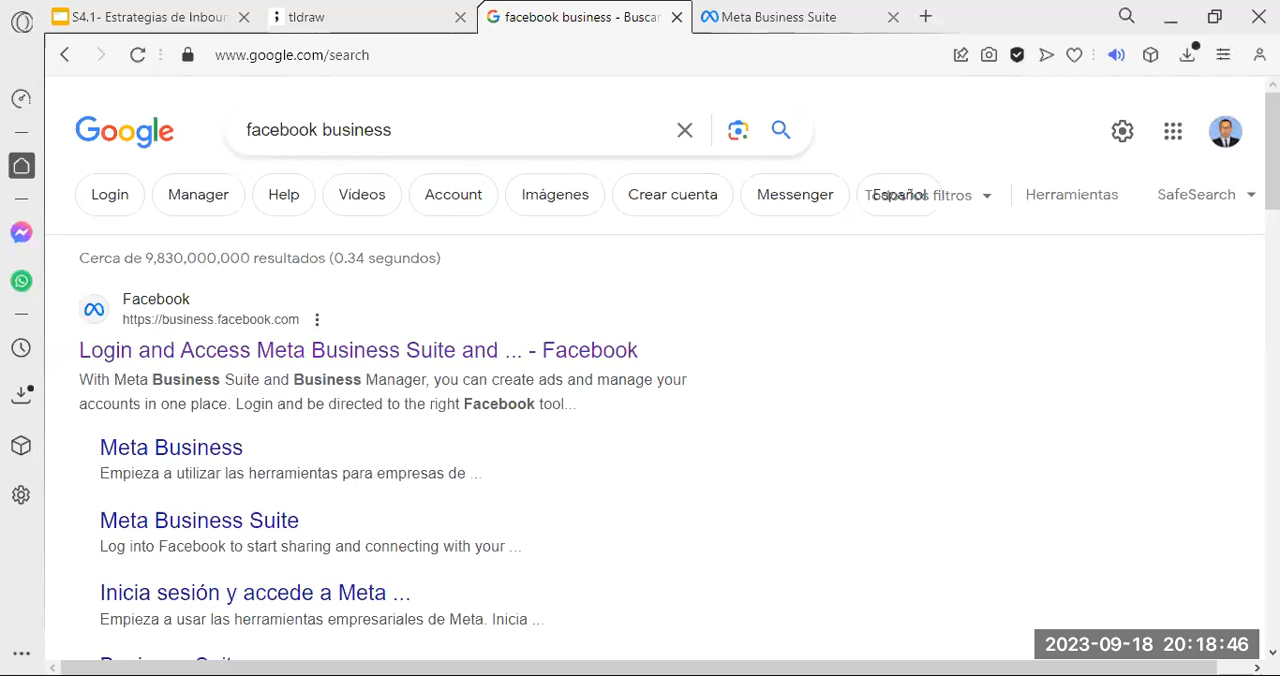 S4.1- Estrategias de Inbour
tldraw
facebook business - Buscar
Meta Business Suite
www.google.com/search
Google
facebook business
Login
Manager
Help
Vídeos
Account
Imágenes
Crear cuenta
Messenger
Español
Todos los filtros
Herramientas
SafeSearch
Cerca de 9,830,000,000 resultados (0.34 segundos)
Facebook
https://business.facebook.com
Login and Access Meta Business Suite and ... - Facebook
With Meta Business Suite and Business Manager, you can create ads and manage your
accounts in one place. Login and be directed to the right Facebook tool...
Meta Business
Empieza a utilizar las herramientas para empresas de ...
Meta Business Suite
Log into Facebook to start sharing and connecting with your ...
Inicia sesión y accede a Meta ...
Empieza a usar las herramientas empresariales de Meta. Inicia ...
2023-09-18 20:18:46